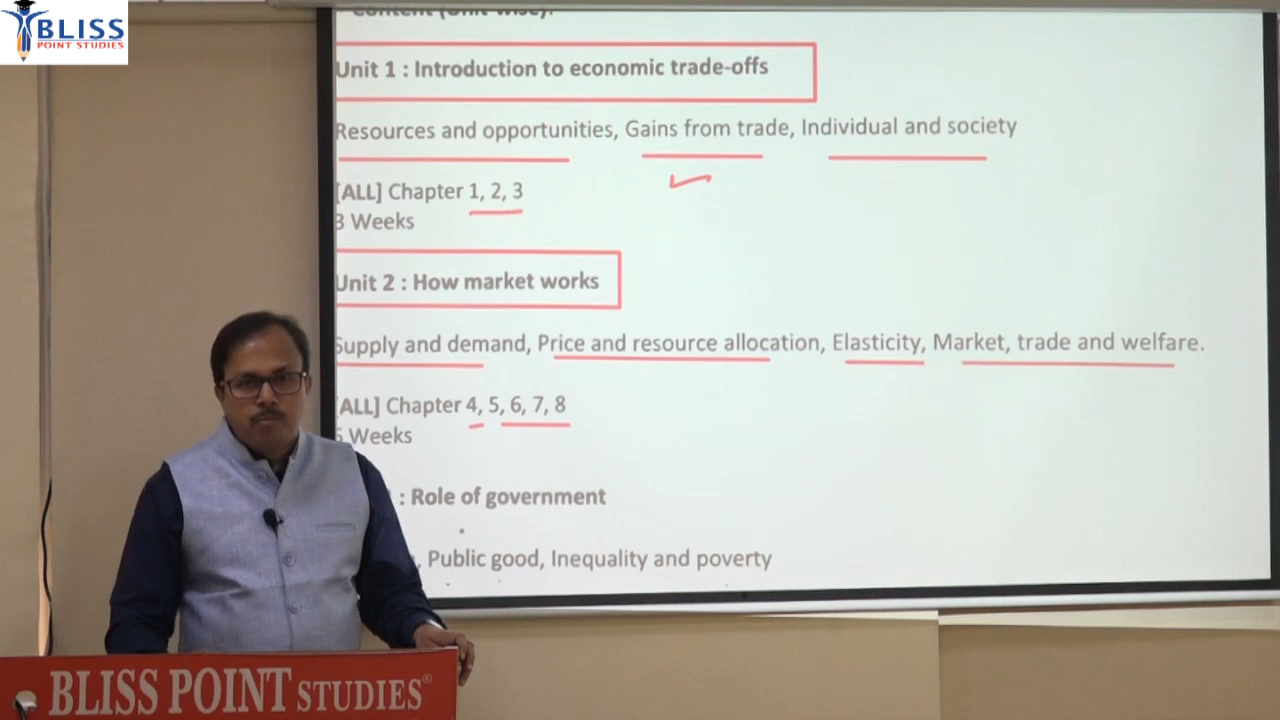 BLISS
POINT STUDIES
Content (Unit wise):
Unit 1 : Introduction to economic trade-offs
Resources and opportunities, Gains from trade, Individual and society
[ALL] Chapter 1, 2, 3
3 Weeks
Unit 2 : How market works
Supply and demand, Price and resource allocation, Elasticity, Market, trade and welfare.
[ALL] Chapter 4, 5, 6, 7, 8
Weeks
: Role of government
, Public good, Inequality and poverty
BLISS POINT STUDIES®